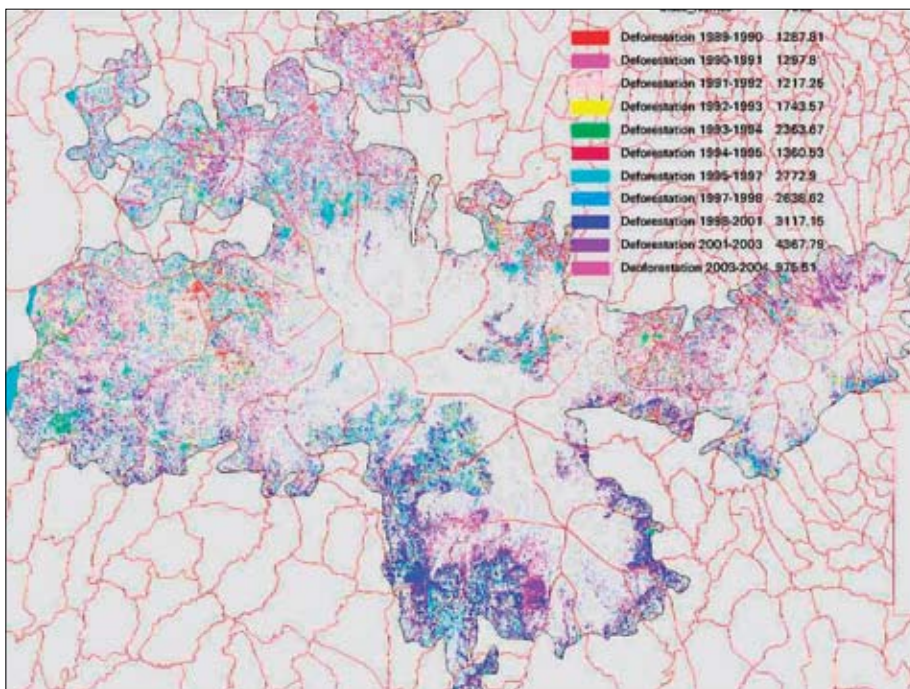 Deforestation 1989-1990 1287.81
Deforestation 1990-1991 1297.8
Deforestation 1991-1992 1217.25
Deforestation 1992-1993 1743.57
Deforestation 1993-1994 2363.67
Deforestation 1994-1995 1360.53
Deforestation 1995-1997 2772.9
Deforestation 1997-1998 2638.62
Deforestation 1998-2001 3117.15
Deforestation 2001-2003 4367.79
Deoforestation 2003-2004 975.51